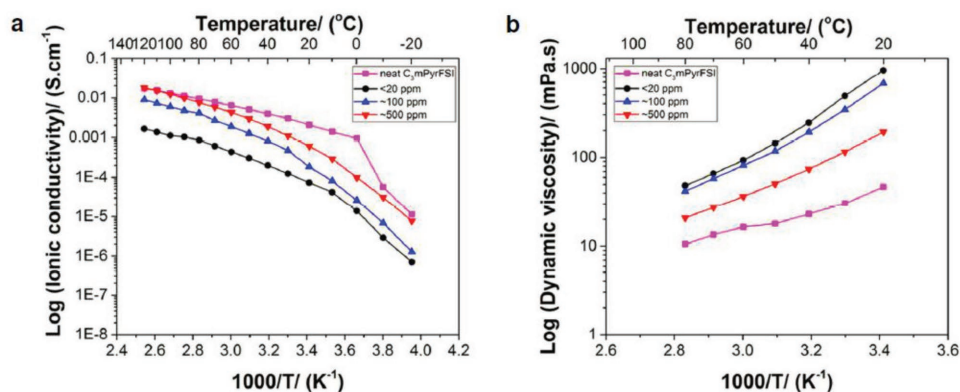 a
Temperature/ (°C)
140 120 100 80 60 40 20 0 -20
Log (Ionic conductivity)/ (S.cm⁻¹)
0.1
0.01
0.001
1E-4
1E-5
1E-6
1E-7
1E-8
neat C₃mPyrFSI
<20 ppm
~100 ppm
~500 ppm
2.4 2.6 2.8 3.0 3.2 3.4 3.6 3.8 4.0 4.2
1000/T/ (K⁻¹)
b
Temperature/ (°C)
100 80 60 40 20
Log (Dynamic viscosity)/ (mPa.s)
1000
100
10
1
neat C₃mPyrFSI
<20 ppm
~100 ppm
~500 ppm
2.6 2.8 3.0 3.2 3.4 3.6
1000/T/ (K⁻¹)